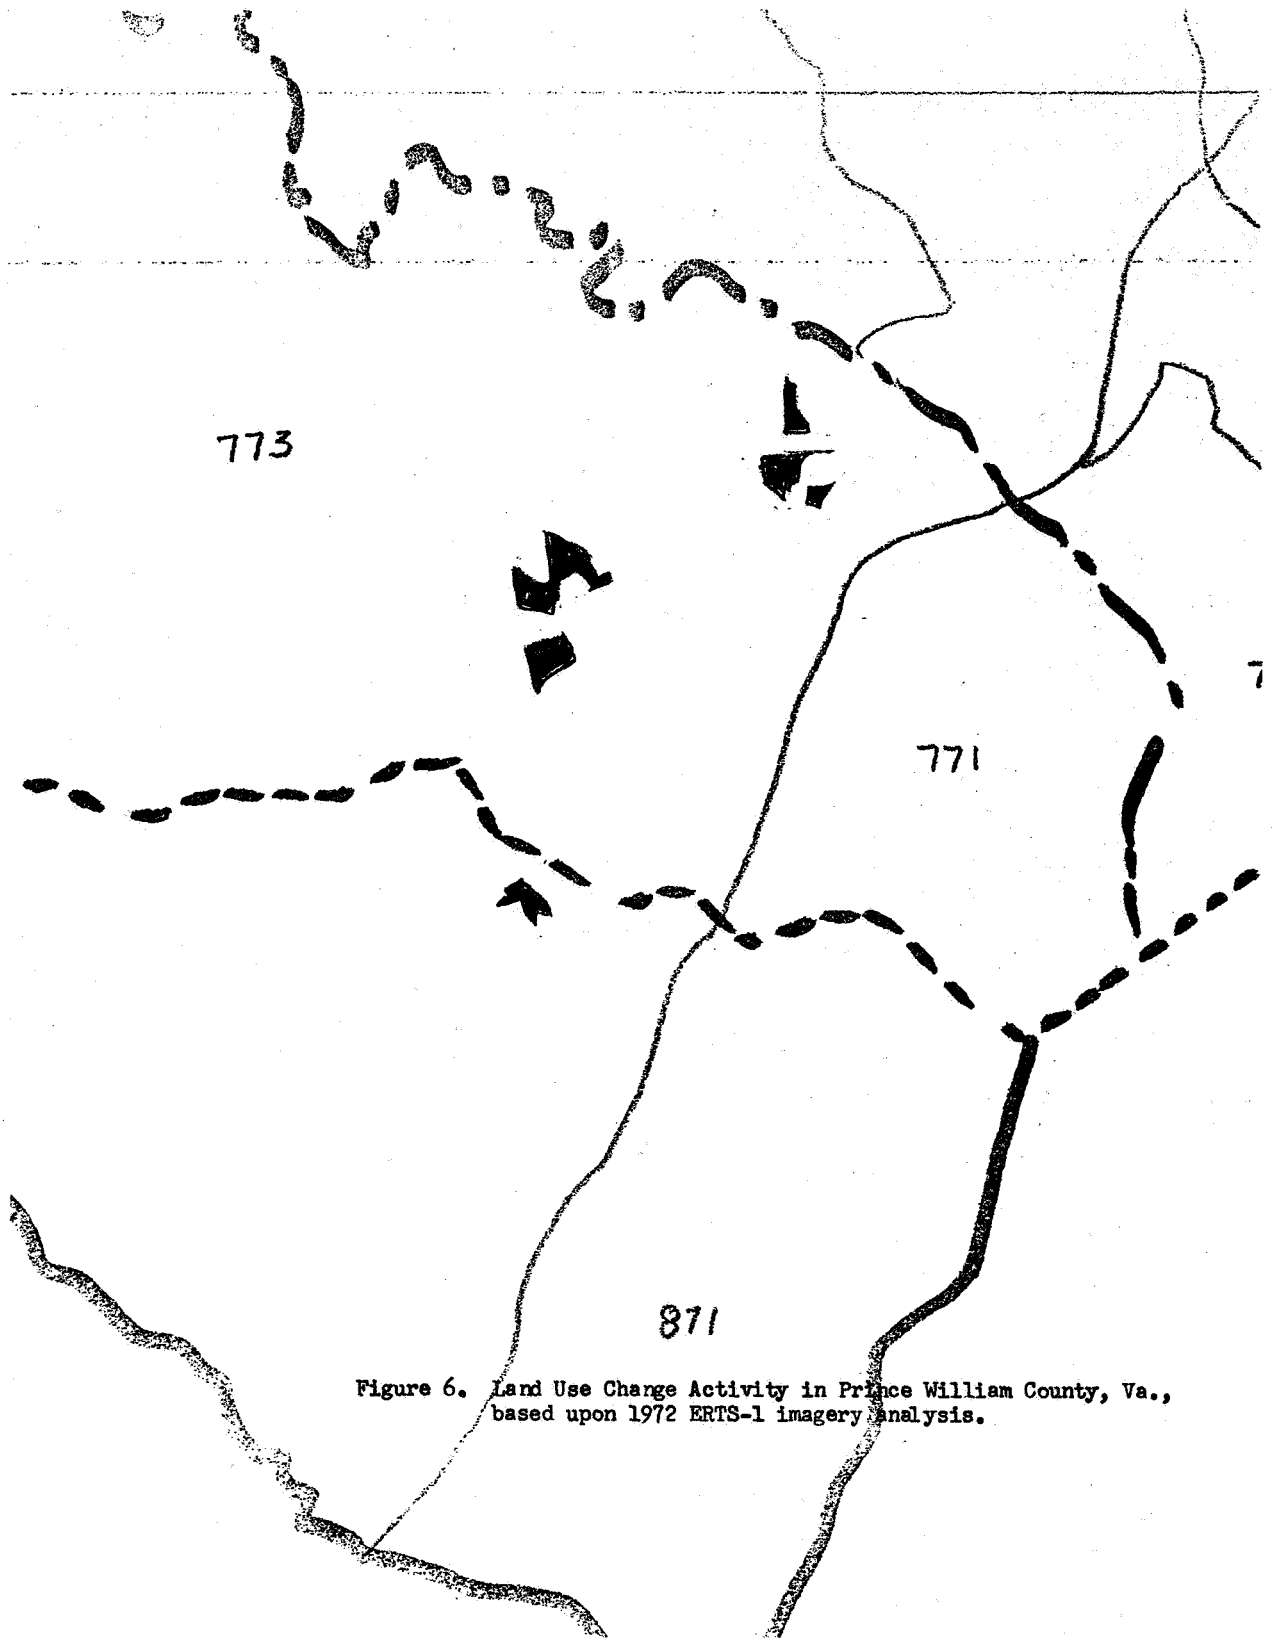 773
7
771
871
Figure 6. Land Use Change Activity in Prince William County, Va.,
based upon 1972 ERTS-1 imagery analysis.